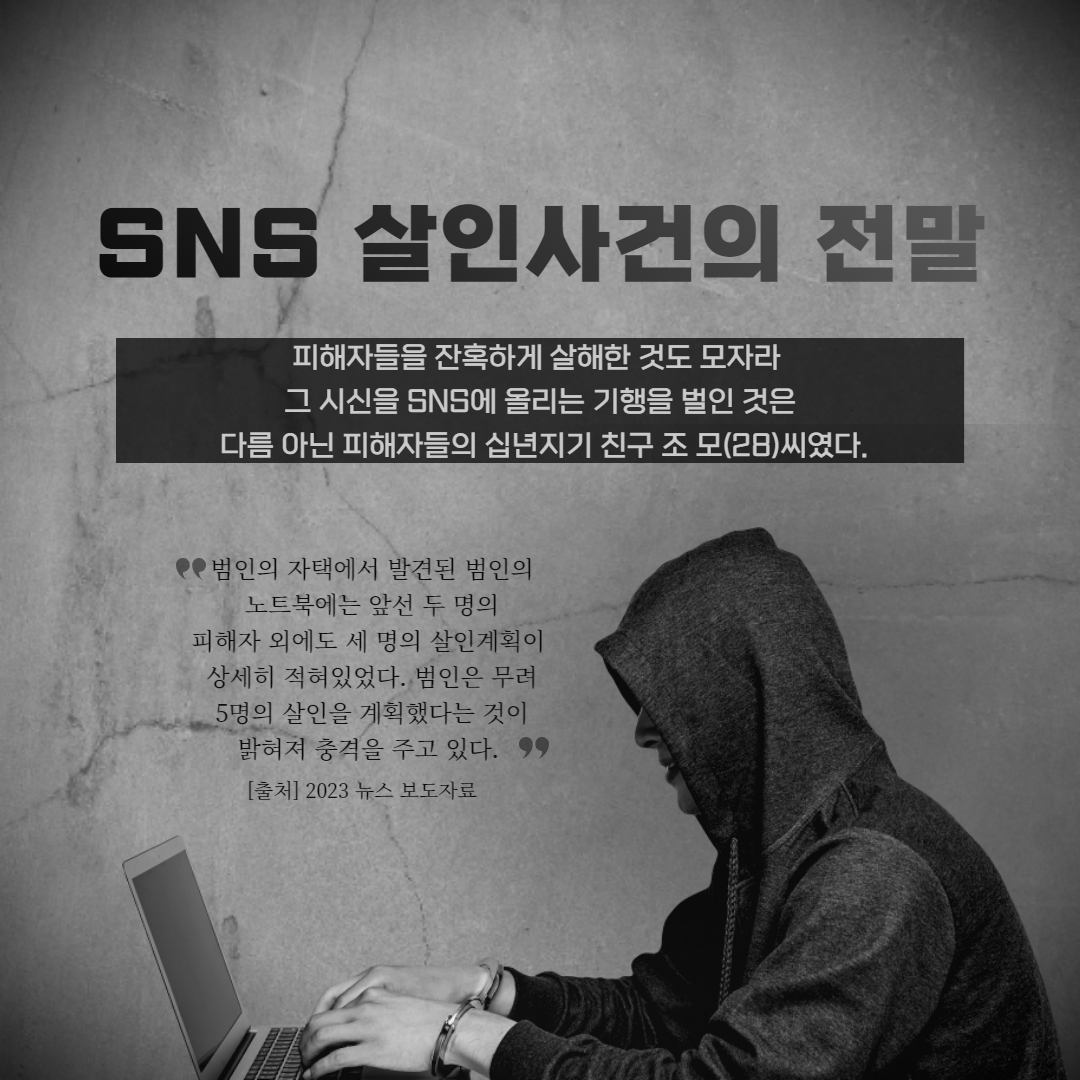 SNS 살인사건의 전말
피해자들을 잔혹하게 살해한 것도 모자라
그 시신을 SNS에 올리는 기행을 벌인 것은
다름 아닌 피해자들의 십년지기 친구 조 모(28)씨였다.
❞범인의 자택에서 발견된 범인의
노트북에는 앞선 두 명의
피해자 외에도 세 명의 살인계획이
상세히 적혀있었다. 범인은 무려
5명의 살인을 계획했다는 것이
밝혀져 충격을 주고 있다. ❞
[출처] 2023 뉴스 보도자료